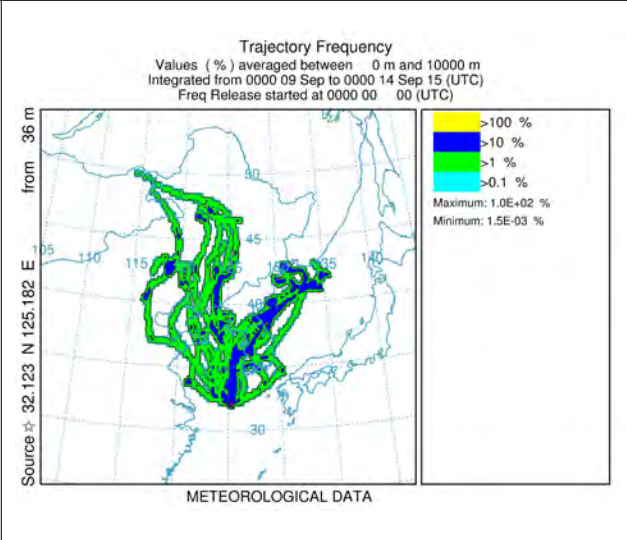 Trajectory Frequency
Values ( % ) averaged between 0 m and 10000 m
Integrated from 0000 09 Sep to 0000 14 Sep 15 (UTC)
Freq Release started at 0000 00 00 (UTC)
Source ☆ 32.123 N 125.182 E from 36 m
50
45
105
110
115
135
140
40
30
>100 %
>10 %
>1 %
>0.1 %
Maximum: 1.0E+02 %
Minimum: 1.5E-03 %
METEOROLOGICAL DATA